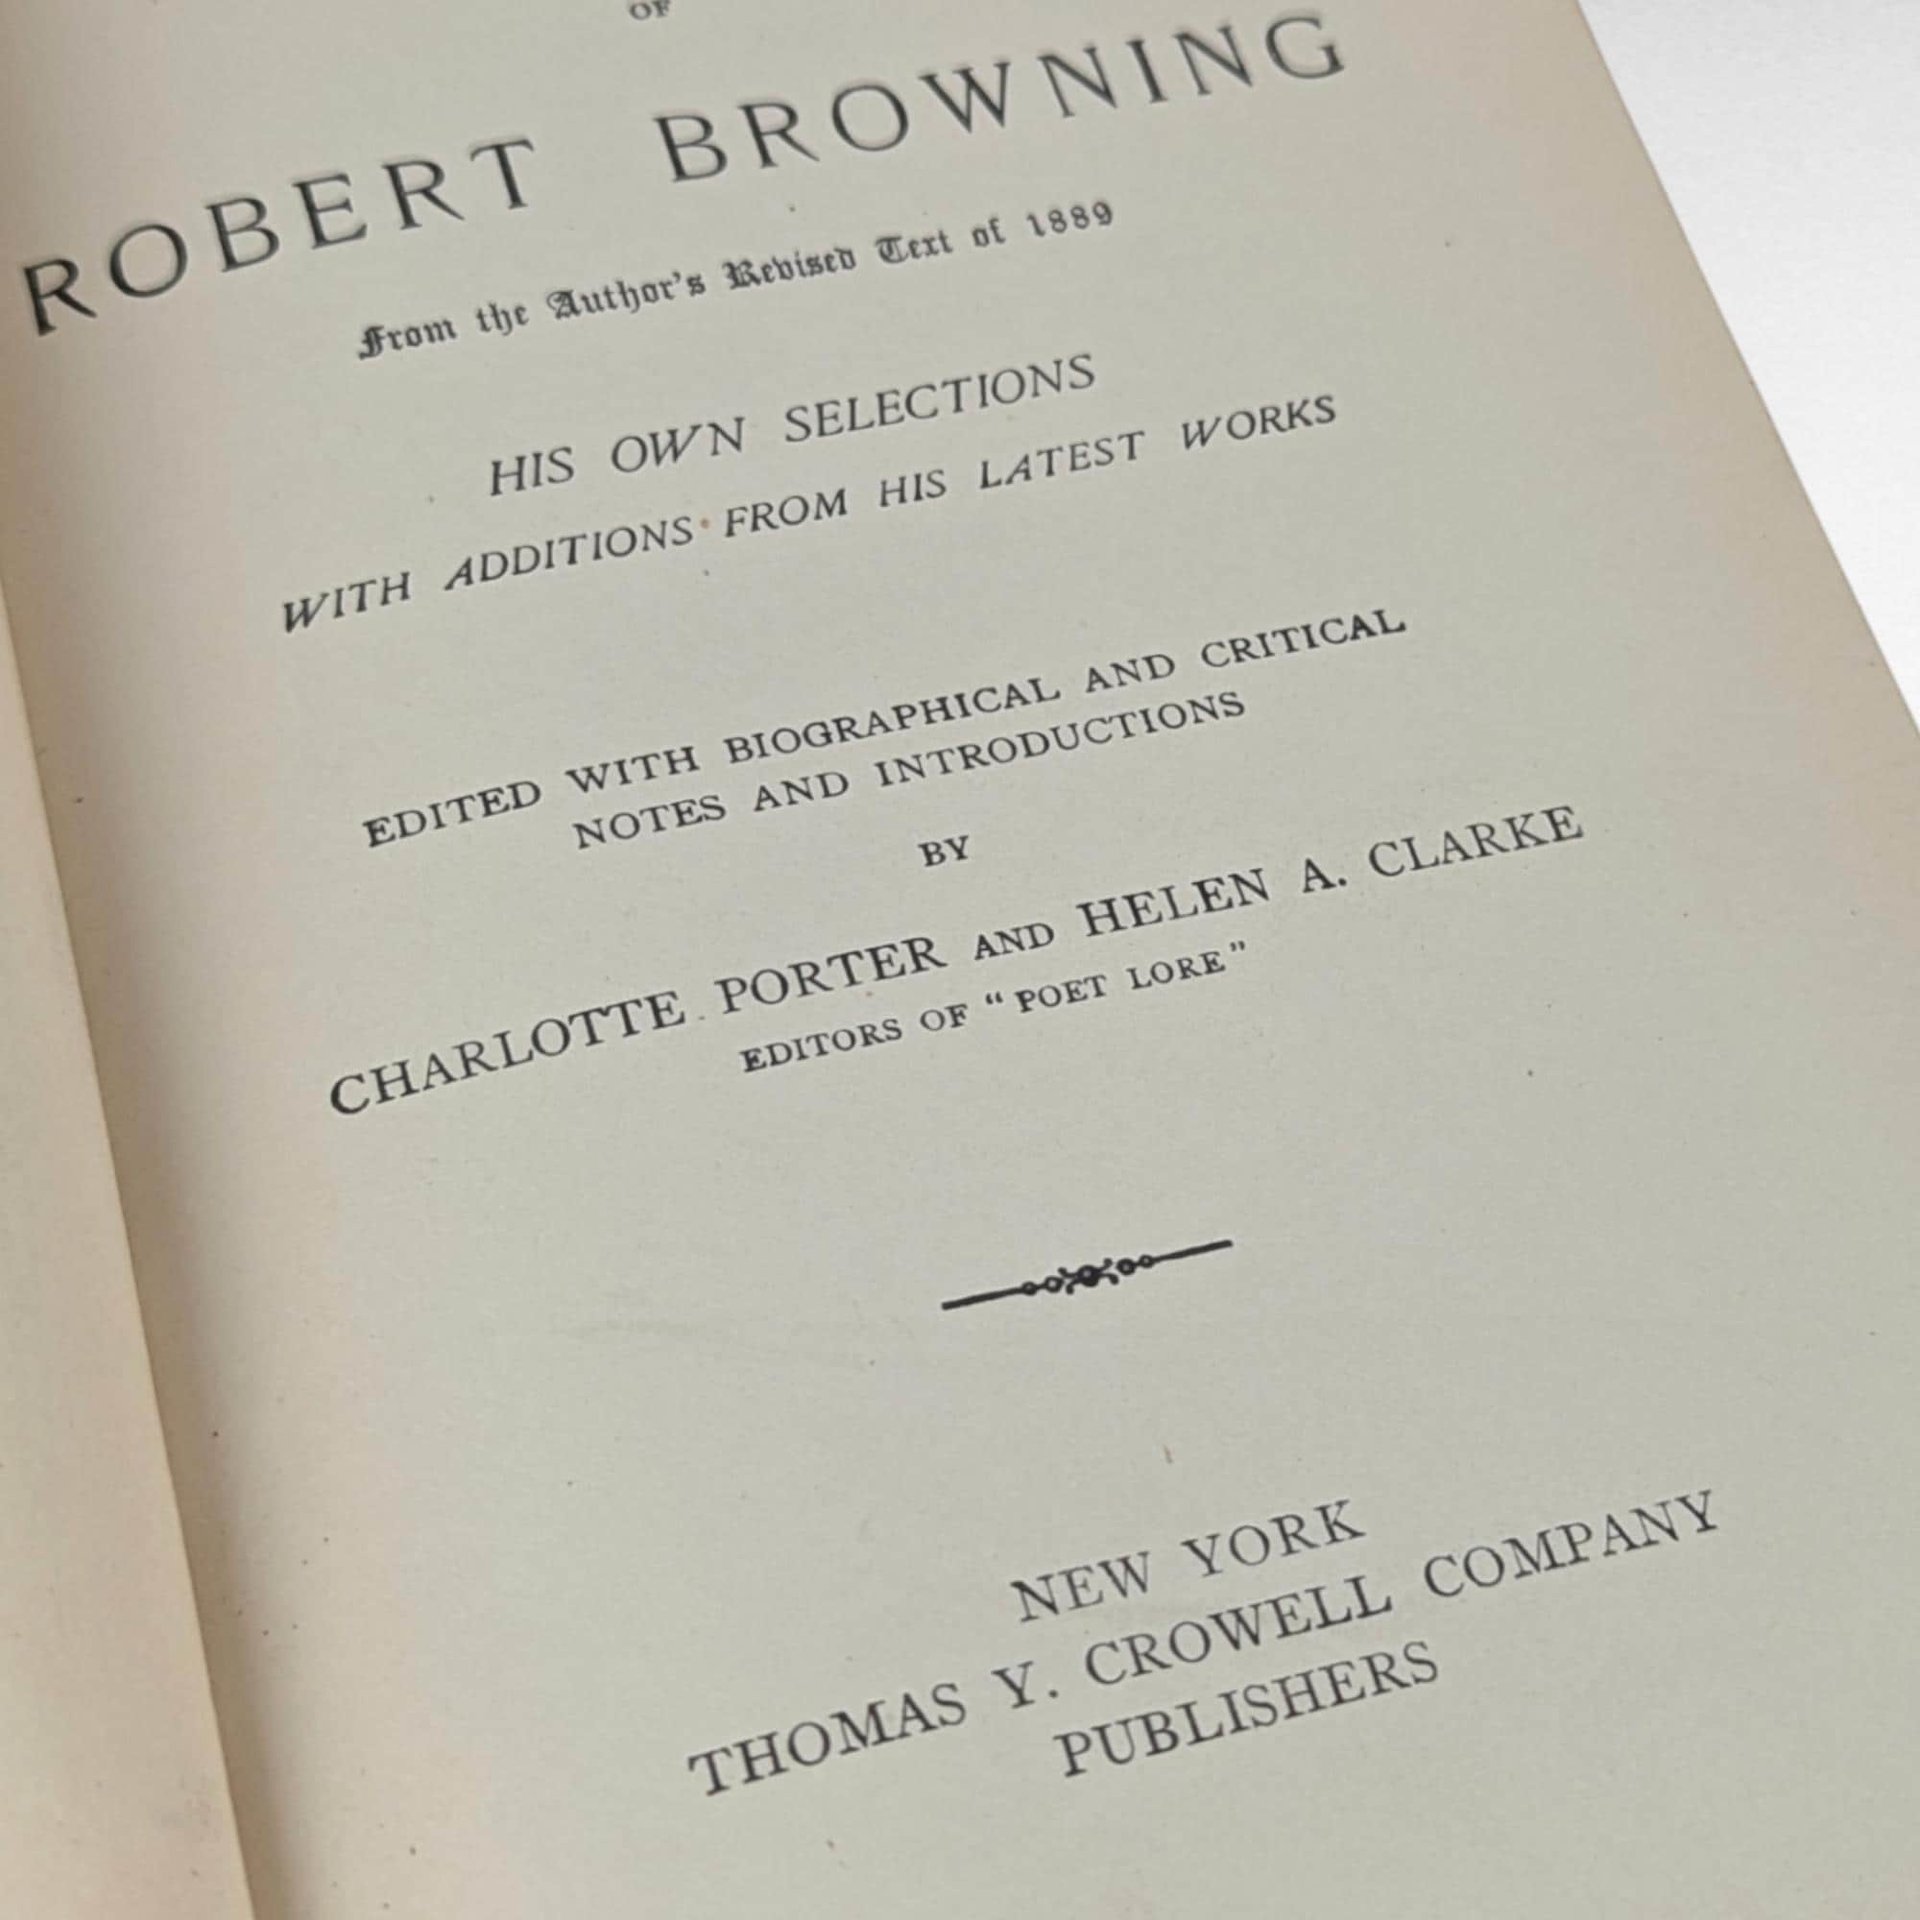 OF
ROBERT BROWNING
From the Author's Revised Text of 1889
HIS OWN SELECTIONS
WITH ADDITIONS FROM HIS LATEST WORKS
EDITED WITH BIOGRAPHICAL AND CRITICAL
NOTES AND INTRODUCTIONS
BY
CHARLOTTE PORTER AND HELEN A. CLARKE
EDITORS OF "POET LORE"
NEW YORK
THOMAS Y. CROWELL COMPANY
PUBLISHERS